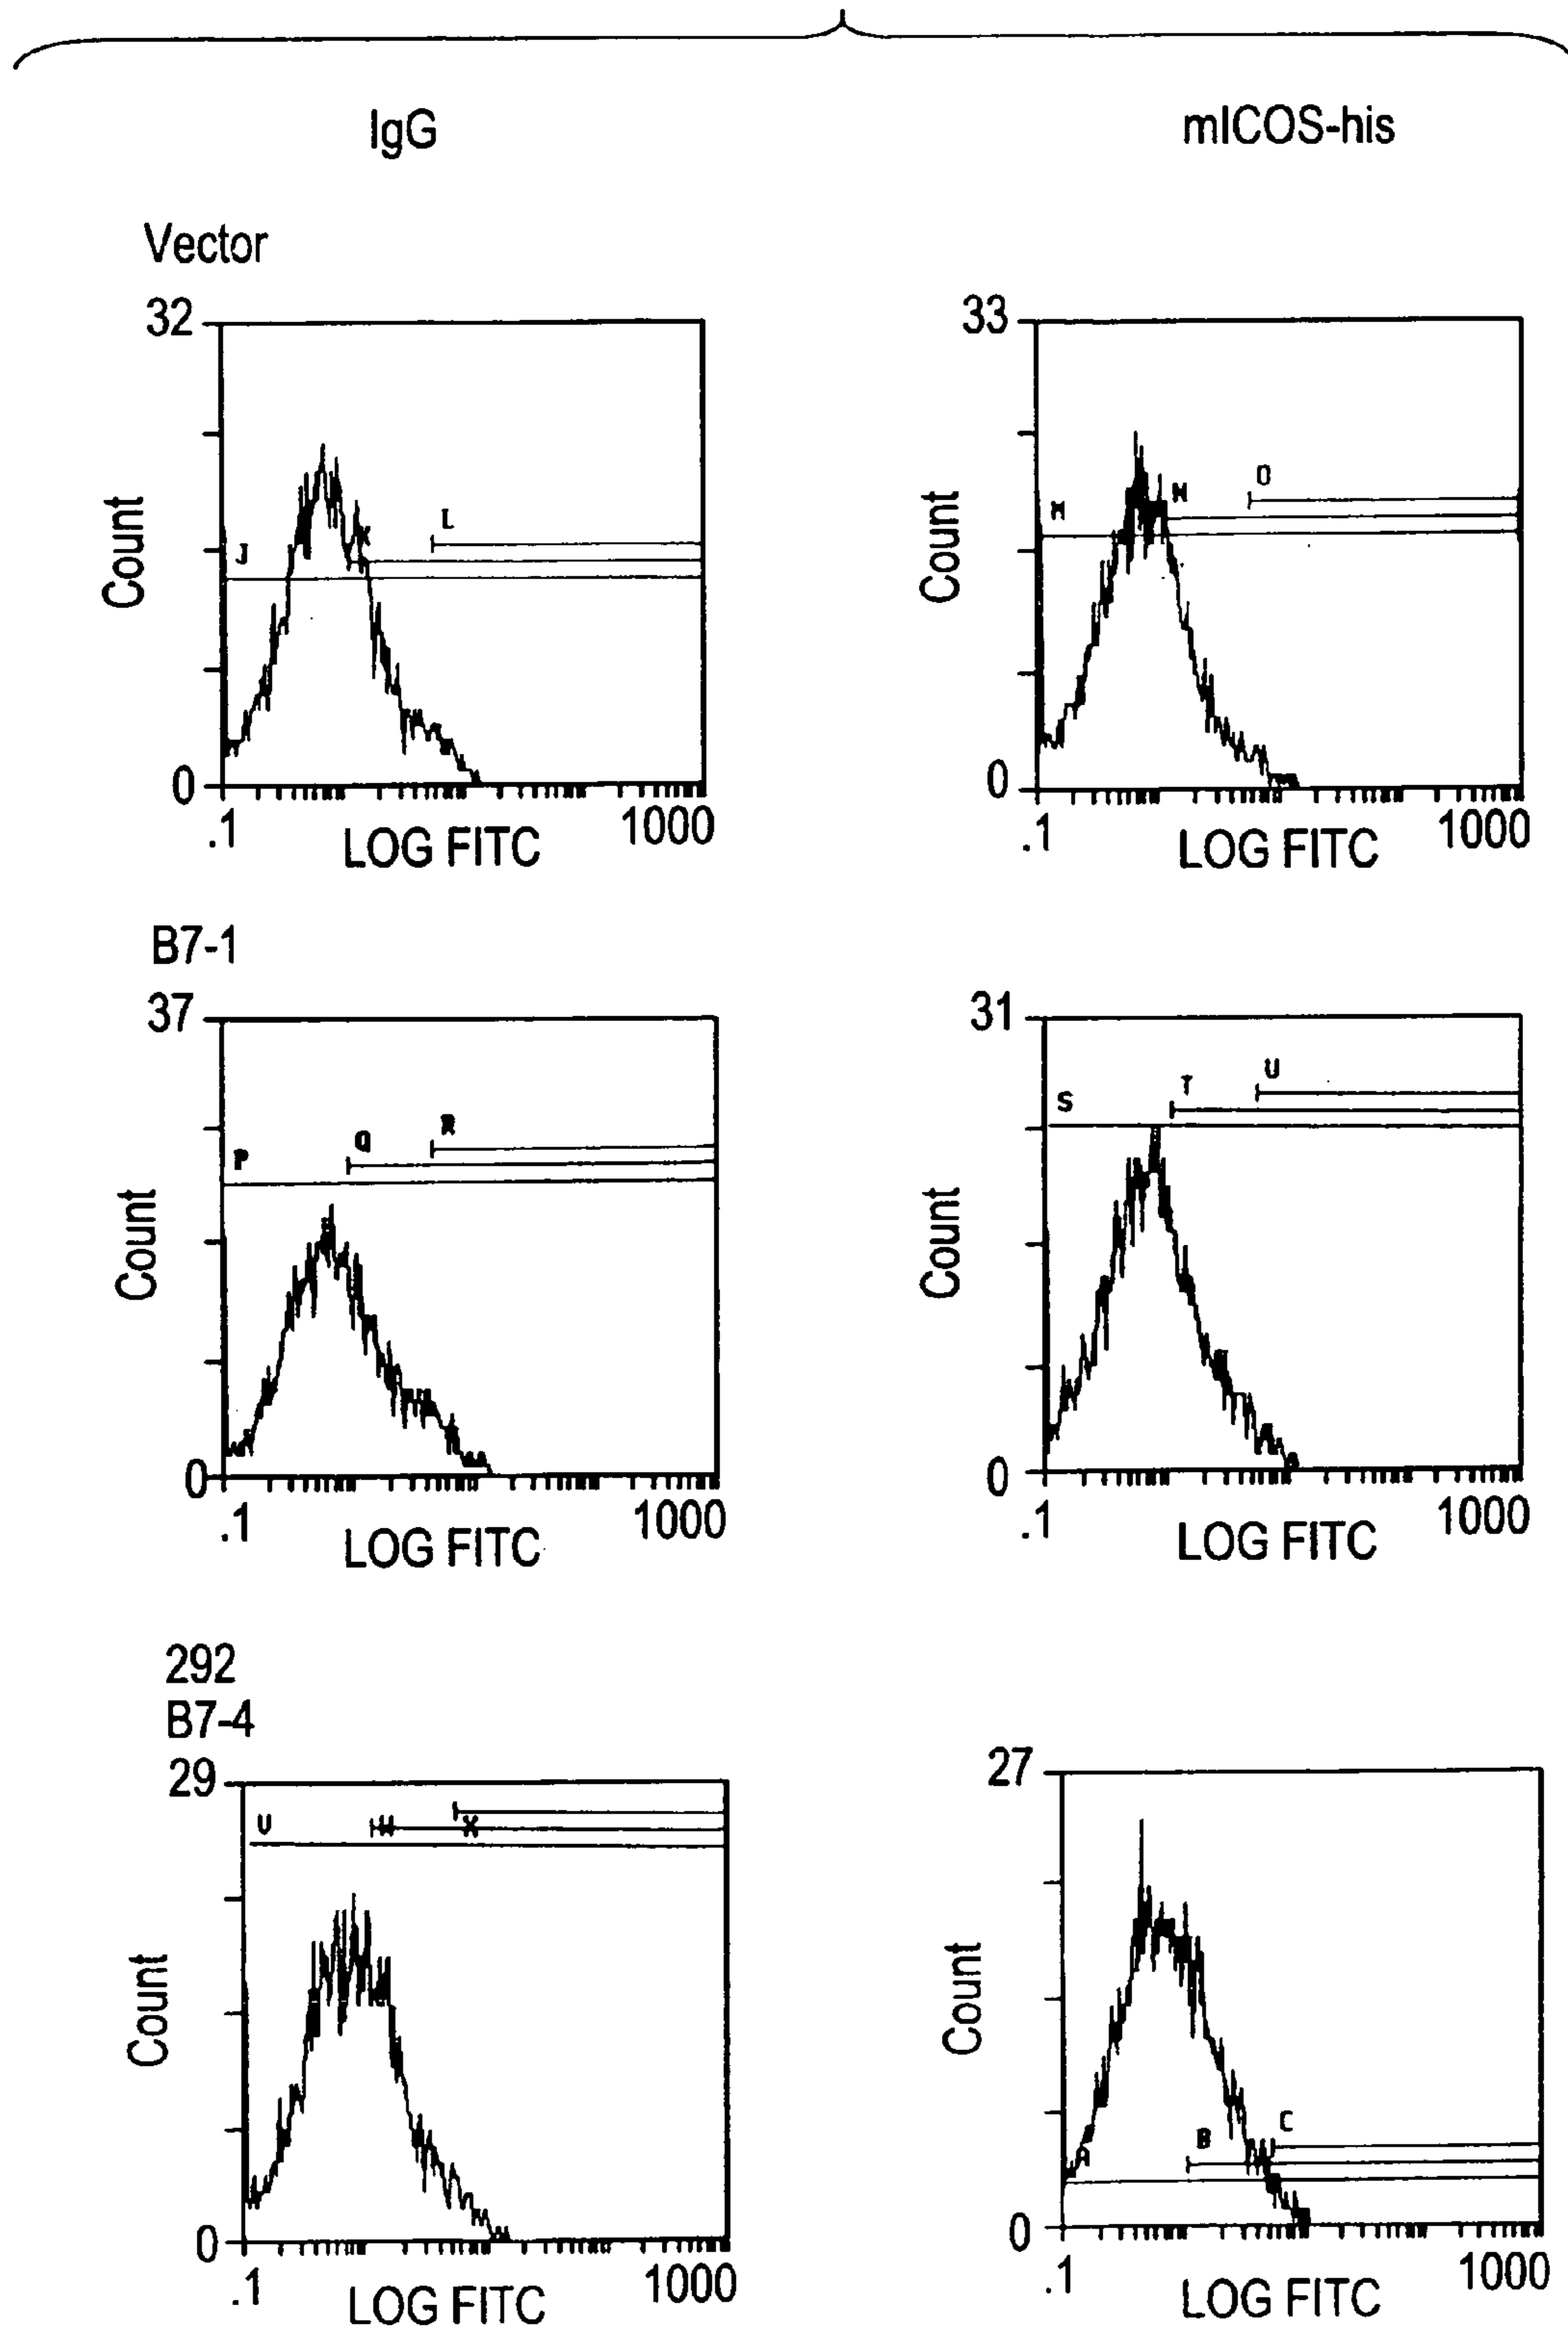 IgG mICOS-his
Vector
32 33
Count J K L Count M N O
0 0
.1 1000 .1 1000
LOG FITC LOG FITC
B7-1
37 31
Count P Q R Count S T U
0 0
.1 1000 .1 1000
LOG FITC LOG FITC
292
B7-4
29 27
Count U W X Count A B C
0 0
.1 1000 .1 1000
LOG FITC LOG FITC